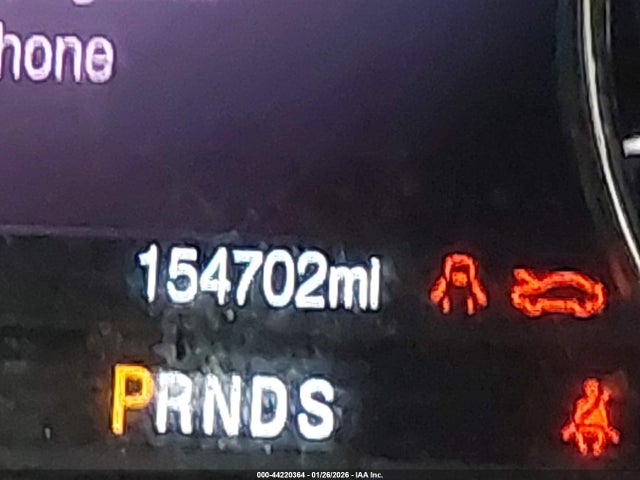 hone
154702mi
PRNDS
000-44220364 - 01/26/2026 - IAA Inc.